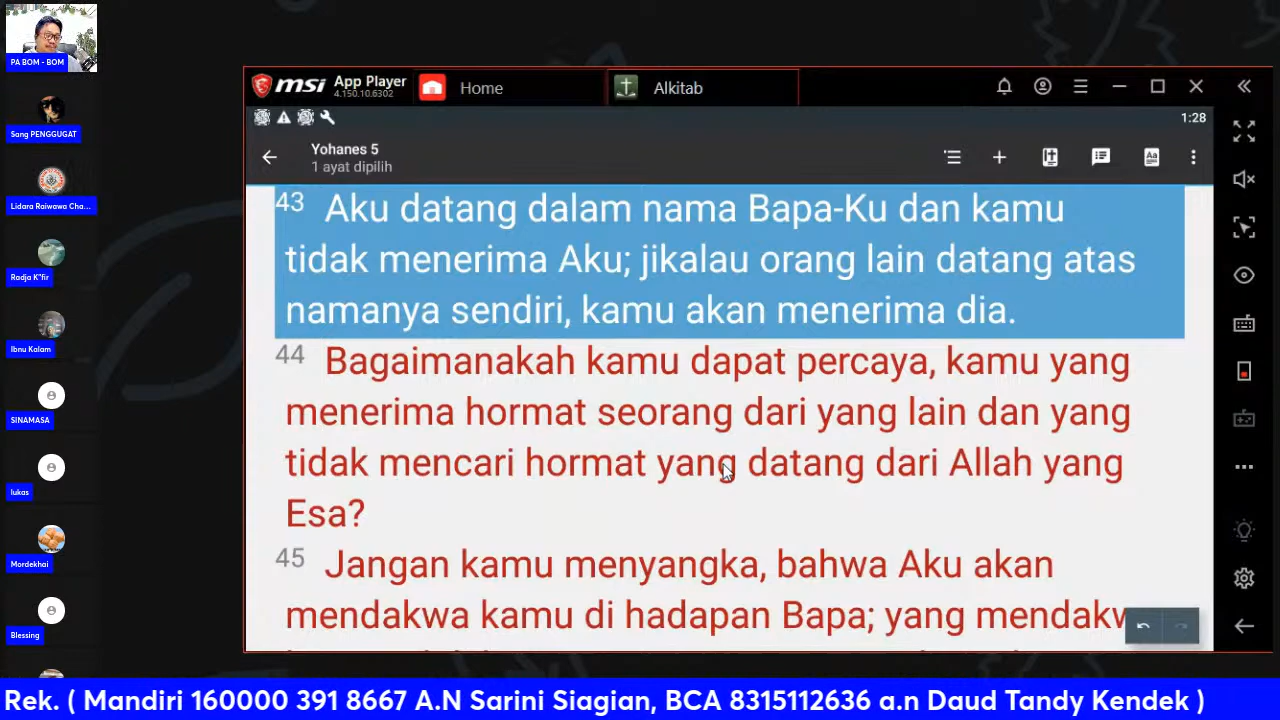 PA BOM - BOM
Sang PENGGUGAT
Lidara Raiwawa Cha...
Radja K"fir
Ibnu Kalam
SINAMASA
lukas
Mordekhai
Blessing
msi App Player
4.150.10.6302
Home
Alkitab
1:28
Yohanes 5
1 ayat dipilih
43 Aku datang dalam nama Bapa-Ku dan kamu
tidak menerima Aku; jikalau orang lain datang atas
namanya sendiri, kamu akan menerima dia.
44 Bagaimanakah kamu dapat percaya, kamu yang
menerima hormat seorang dari yang lain dan yang
tidak mencari hormat yang datang dari Allah yang
Esa?
45 Jangan kamu menyangka, bahwa Aku akan
mendakwa kamu di hadapan Bapa; yang mendakw
Rek. ( Mandiri 160000 391 8667 A.N Sarini Siagian, BCA 8315112636 a.n Daud Tandy Kendek )